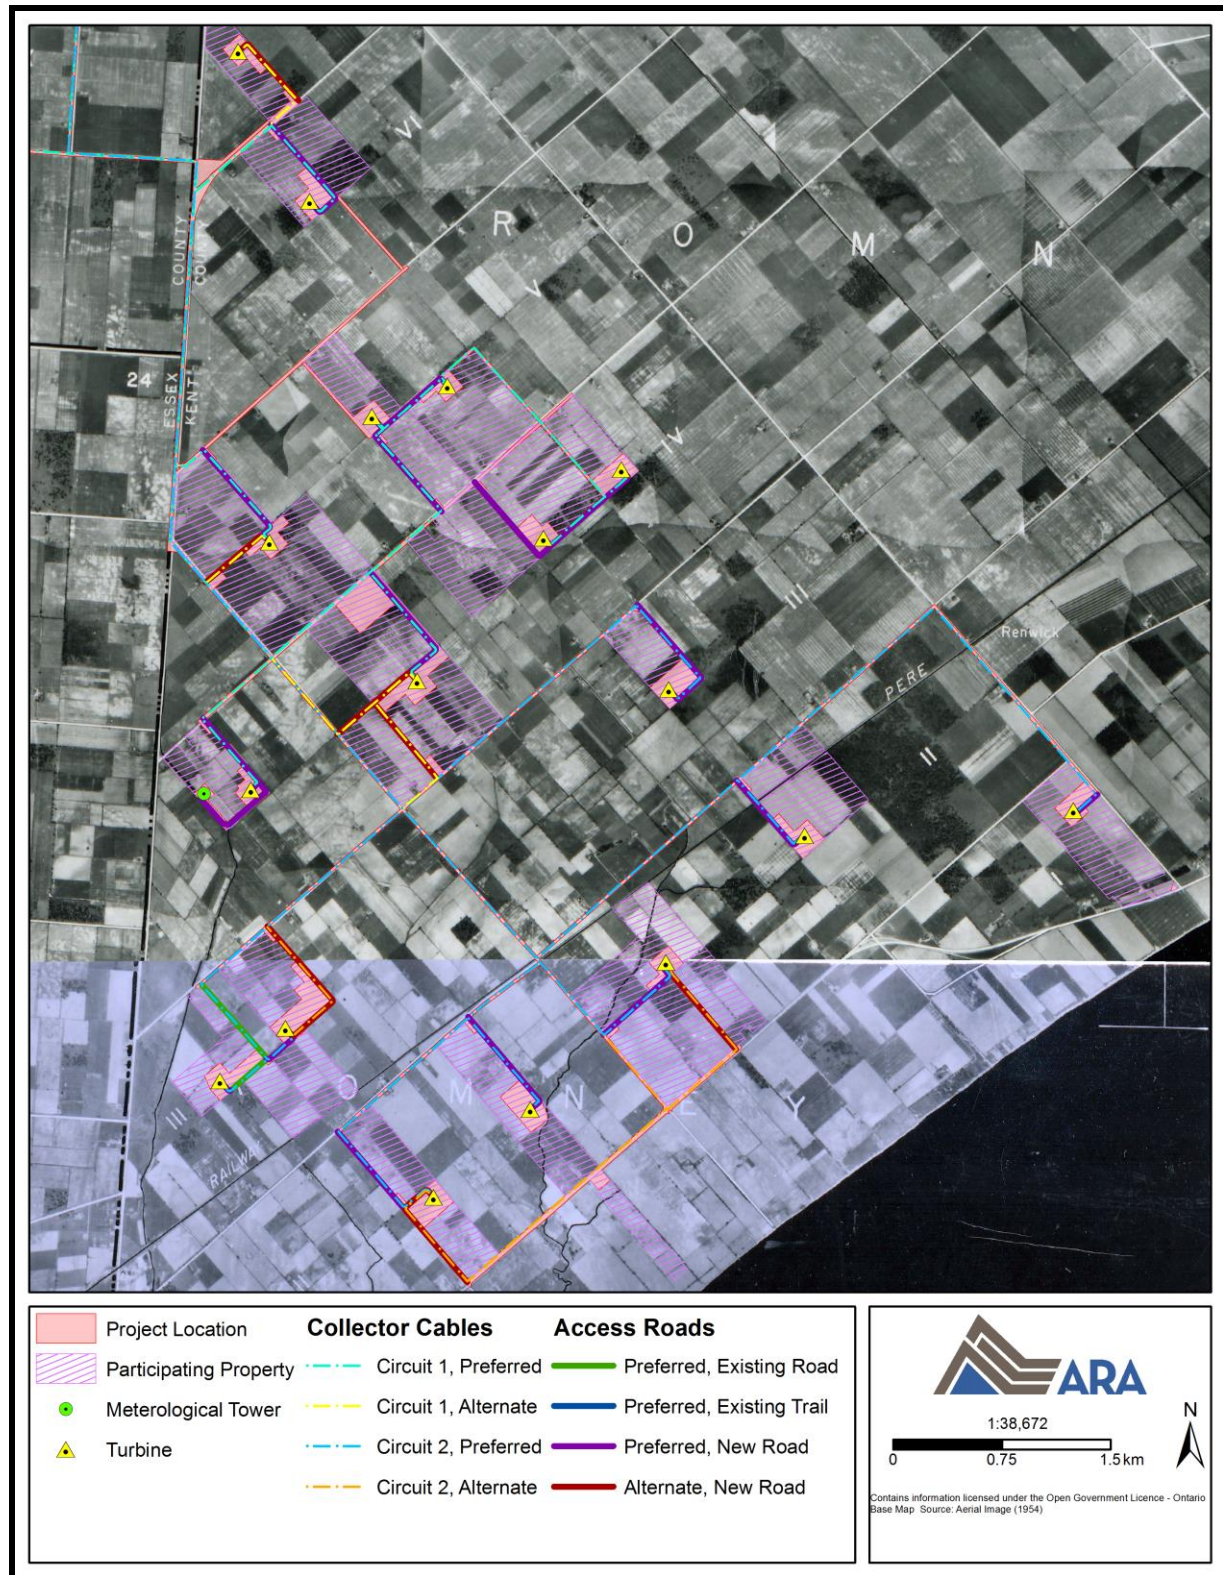 VI
R
O
M
N
COUNTY
COUNTY
V
24
ESSEX
KENT
V
III
Renwick
PERE
II
I
O
M
N
E
Y
III
RAILWAY
Project Location
Participating Property
Meterological Tower
Turbine
Collector Cables
Circuit 1, Preferred
Circuit 1, Alternate
Circuit 2, Preferred
Circuit 2, Alternate
Access Roads
Preferred, Existing Road
Preferred, Existing Trail
Preferred, New Road
Alternate, New Road
ARA
1:38,672
N
0 0.75 1.5 km
Contains information licensed under the Open Government Licence - Ontario
Base Map Source: Aerial Image (1954)